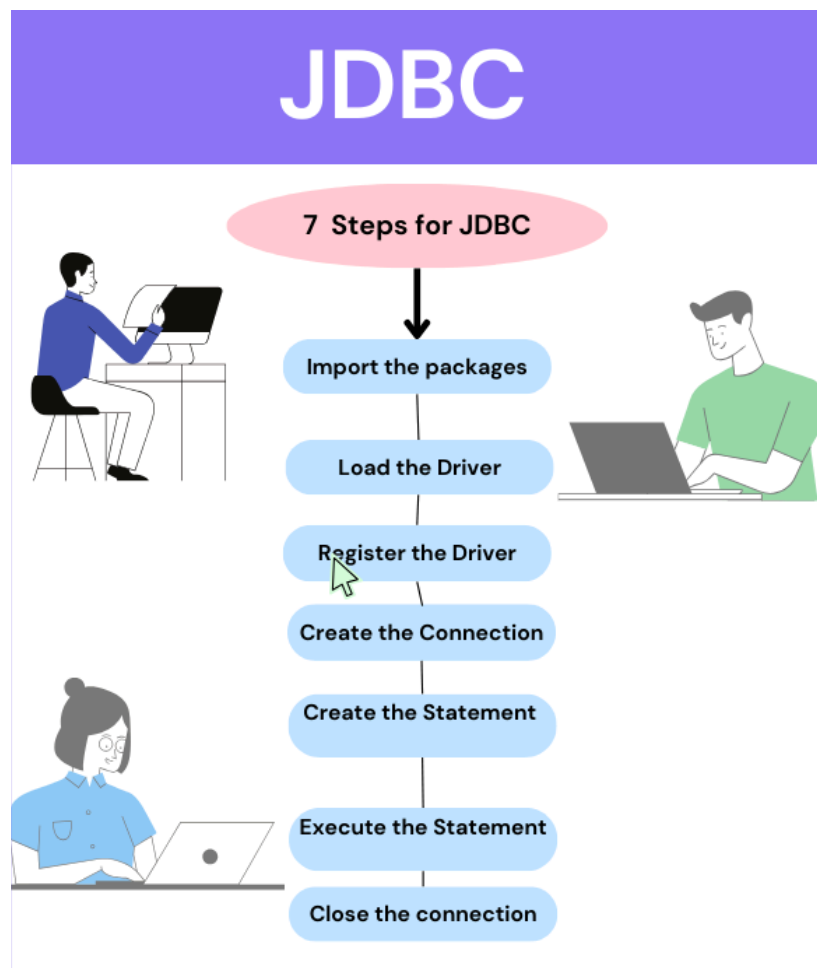 JDBC
7 Steps for JDBC
Import the packages
Load the Driver
Register the Driver
Create the Connection
Create the Statement
Execute the Statement
Close the connection